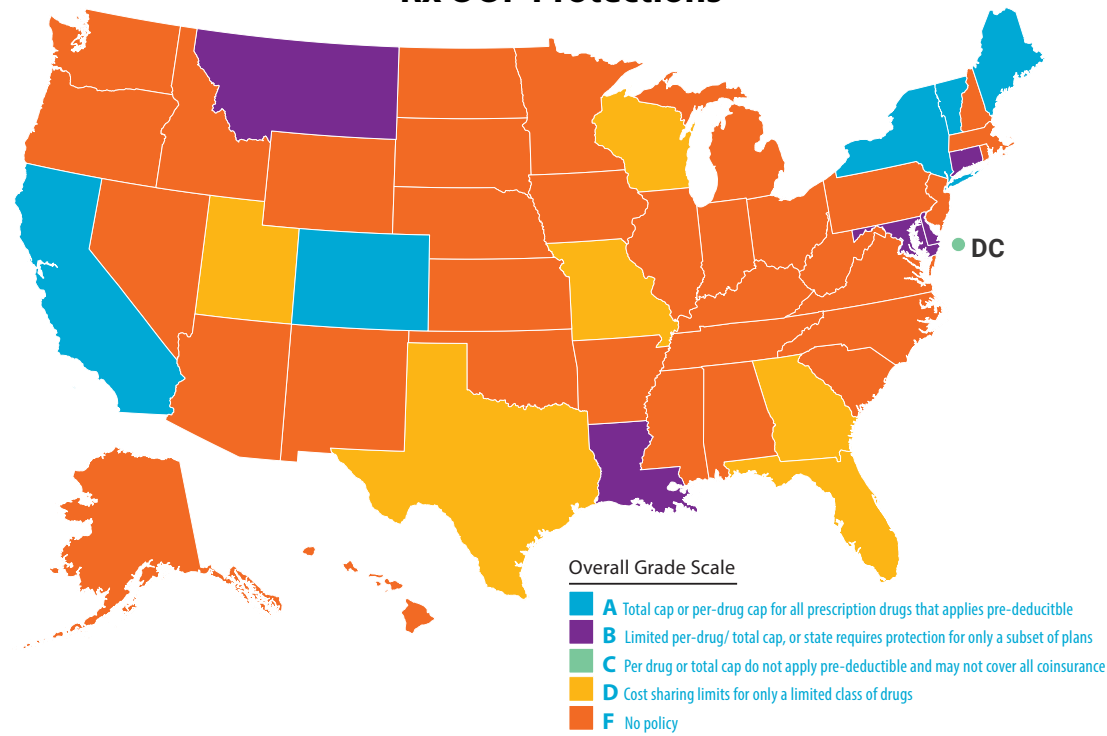 Rx OOP Protections
DC
Overall Grade Scale
A Total cap or per-drug cap for all prescription drugs that applies pre-deducitble
B Limited per-drug/ total cap, or state requires protection for only a subset of plans
C Per drug or total cap do not apply pre-deductible and may not cover all coinsurance
D Cost sharing limits for only a limited class of drugs
F No policy